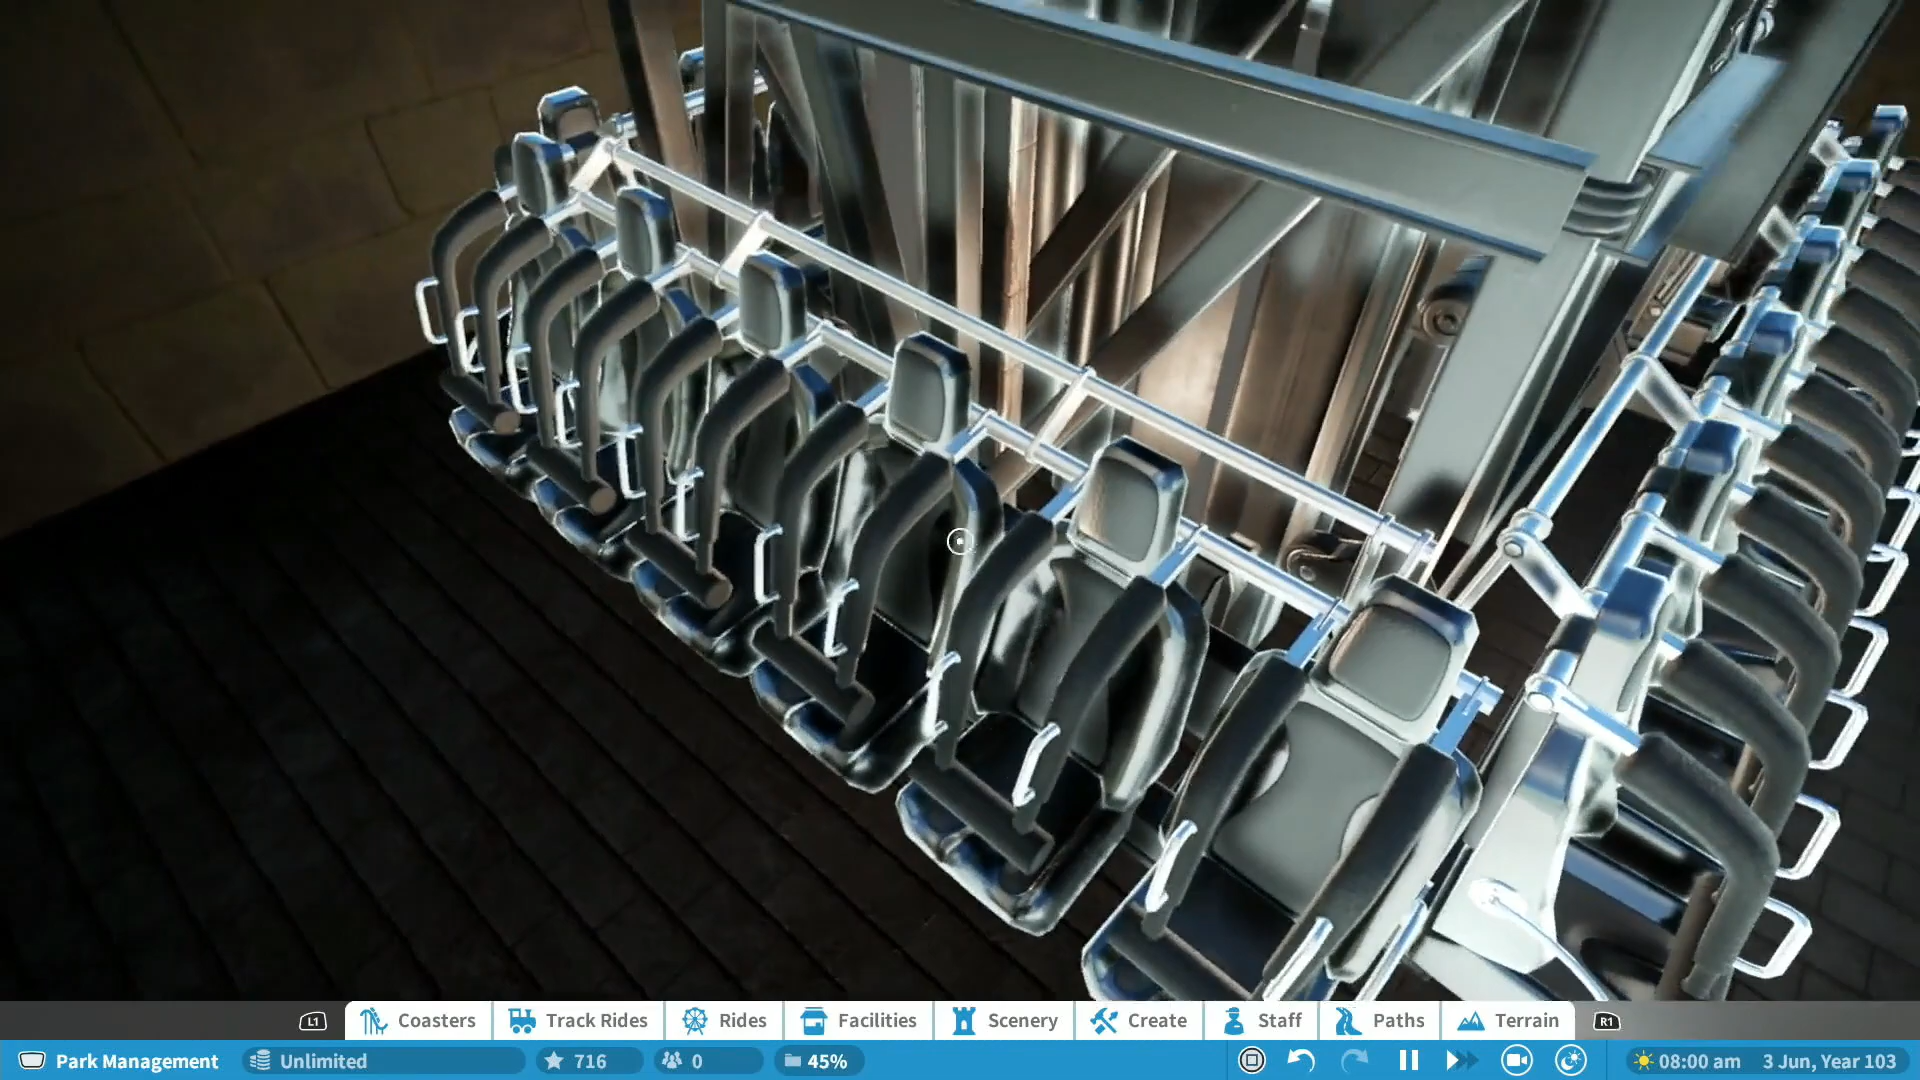 L1 Coasters Track Rides Rides Facilities Scenery Create Staff Paths Terrain R1
Park Management Unlimited 716 0 45% 08:00 am 3 Jun, Year 103